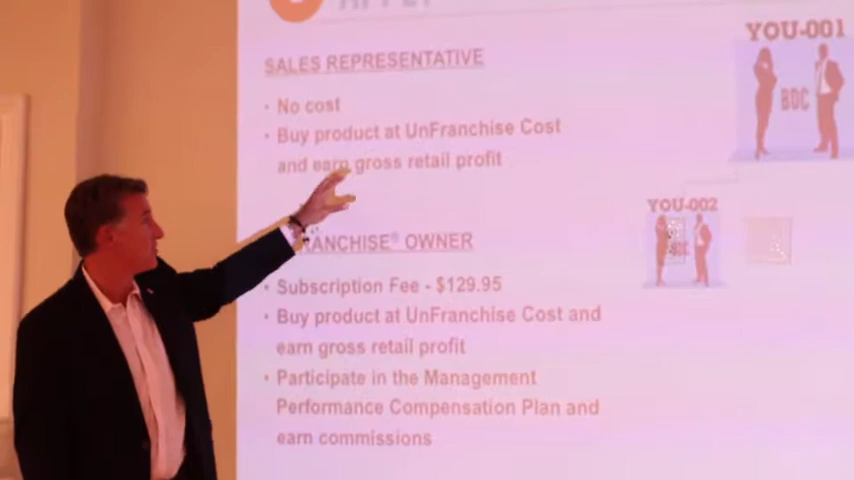 APPLY
YOU-001
SALES REPRESENTATIVE
• No cost
BDC
• Buy product at UnFranchise Cost
and earn gross retail profit
YOU-002
RANCHISE® OWNER
• Subscription Fee - $129.95
• Buy product at UnFranchise Cost and
earn gross retail profit
• Participate in the Management
Performance Compensation Plan and
earn commissions